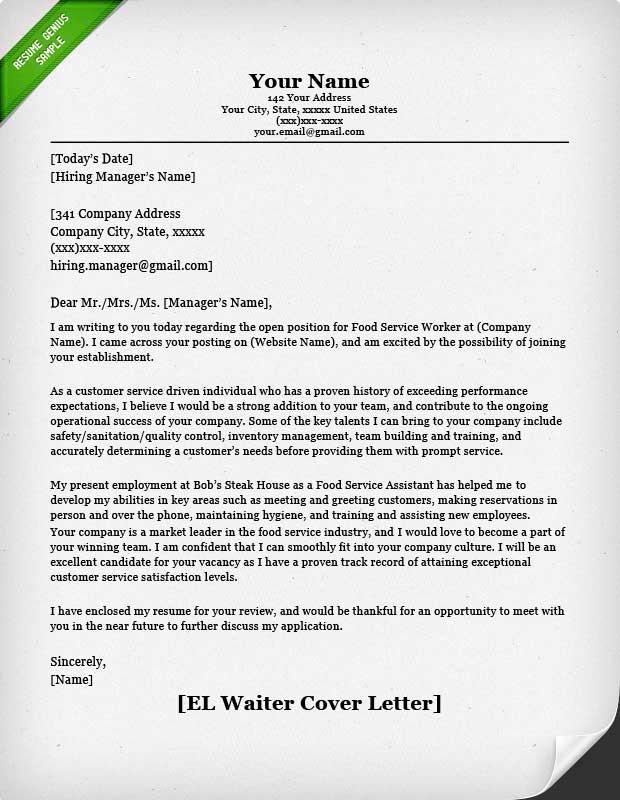 RESUME GENIUS
SAMPLE
Your Name
142 Your Address
Your City, State, xxxxx United States
(xxx)xxx-xxxx
your.email@gmail.com
[Today’s Date]
[Hiring Manager’s Name]
[341 Company Address
Company City, State, xxxxx
(xxx)xxx-xxxx
hiring.manager@gmail.com]
Dear Mr./Mrs./Ms. [Manager’s Name],
I am writing to you today regarding the open position for Food Service Worker at (Company
Name). I came across your posting on (Website Name), and am excited by the possibility of joining
your establishment.
As a customer service driven individual who has a proven history of exceeding performance
expectations, I believe I would be a strong addition to your team, and contribute to the ongoing
operational success of your company. Some of the key talents I can bring to your company include
safety/sanitation/quality control, inventory management, team building and training, and
accurately determining a customer’s needs before providing them with prompt service.
My present employment at Bob’s Steak House as a Food Service Assistant has helped me to
develop my abilities in key areas such as meeting and greeting customers, making reservations in
person and over the phone, maintaining hygiene, and training and assisting new employees.
Your company is a market leader in the food service industry, and I would love to become a part of
your winning team. I am confident that I can smoothly fit into your company culture. I will be an
excellent candidate for your vacancy as I have a proven track record of attaining exceptional
customer service satisfaction levels.
I have enclosed my resume for your review, and would be thankful for an opportunity to meet with
you in the near future to further discuss my application.
Sincerely,
[Name]
[EL Waiter Cover Letter]